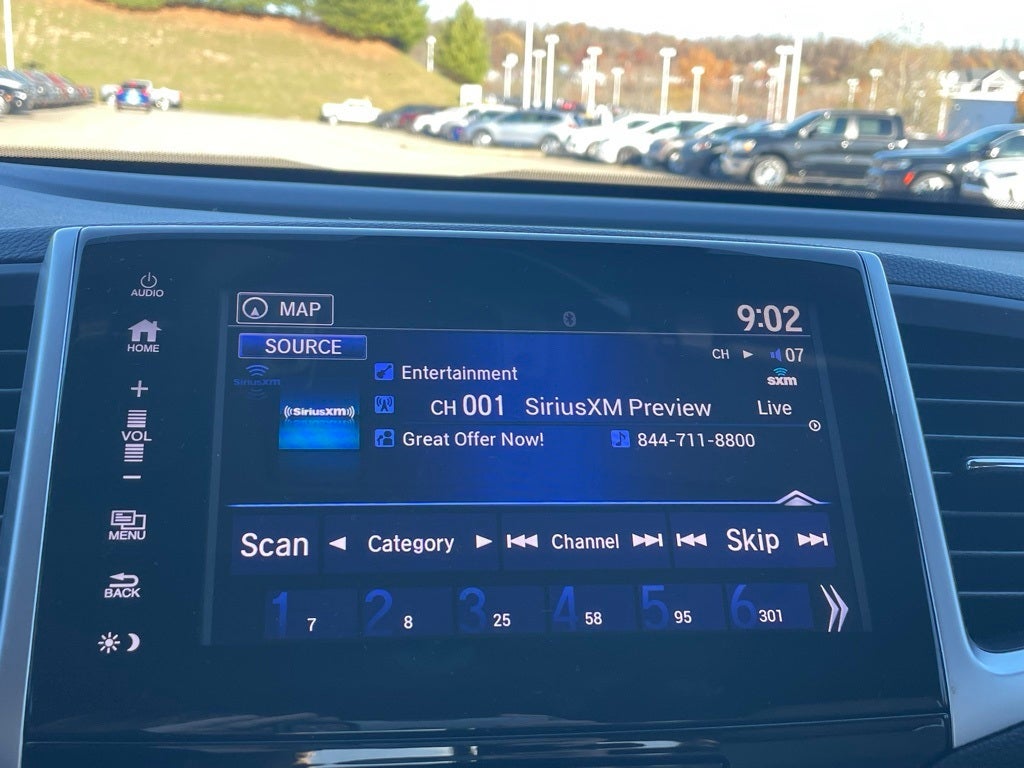 AUDIO
HOME
+
VOL
−
MENU
BACK
MAP
9:02
SOURCE
CH ► 07
SiriusXM
sxm
Entertainment
((SiriusXM))
CH 001 SiriusXM Preview Live
Great Offer Now! 844-711-8800
Scan ◄ Category ► |◄◄ Channel ►►| |◄◄ Skip ►►|
1 7 2 8 3 25 4 58 5 95 6 301